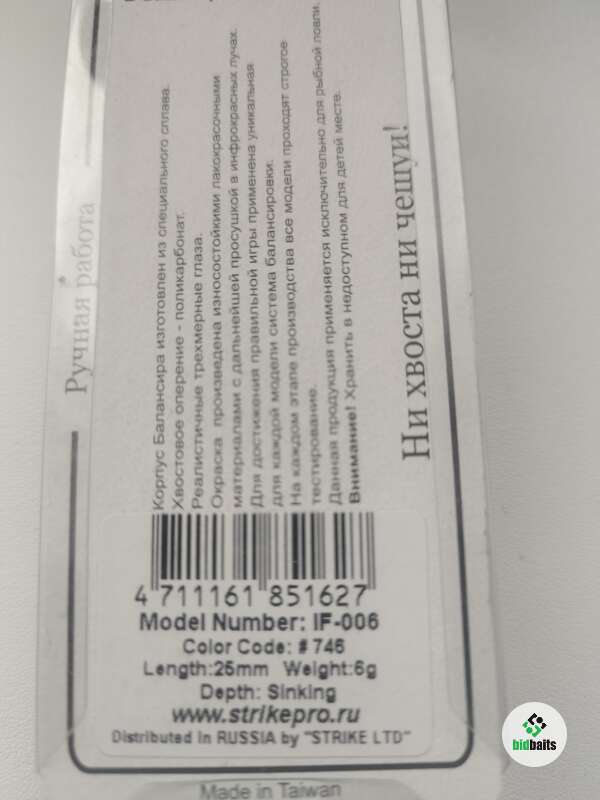 Ручная работа
Корпус Балансира изготовлен из специального сплава.
Хвостовое оперение - поликарбонат.
Реалистичные трехмерные глаза.
Окраска произведена износостойкими лакокрасочными
материалами с дальнейшей просушкой в инфрокрасных лучах.
Для достижения правильной игры применена уникальная
для каждой модели система балансировки.
На каждом этапе производства все модели проходят строгое
тестирование.
Данная продукция применяется исключительно для рыбной ловли.
Внимание! Хранить в недоступном для детей месте.
Ни хвоста ни чешуи!
4 711161 851627
Model Number: IF-006
Color Code: # 746
Length:25mm Weight:6g
Depth: Sinking
www.strikepro.ru
Distributed In RUSSIA by "STRIKE LTD"
Made in Taiwan
bidbaits